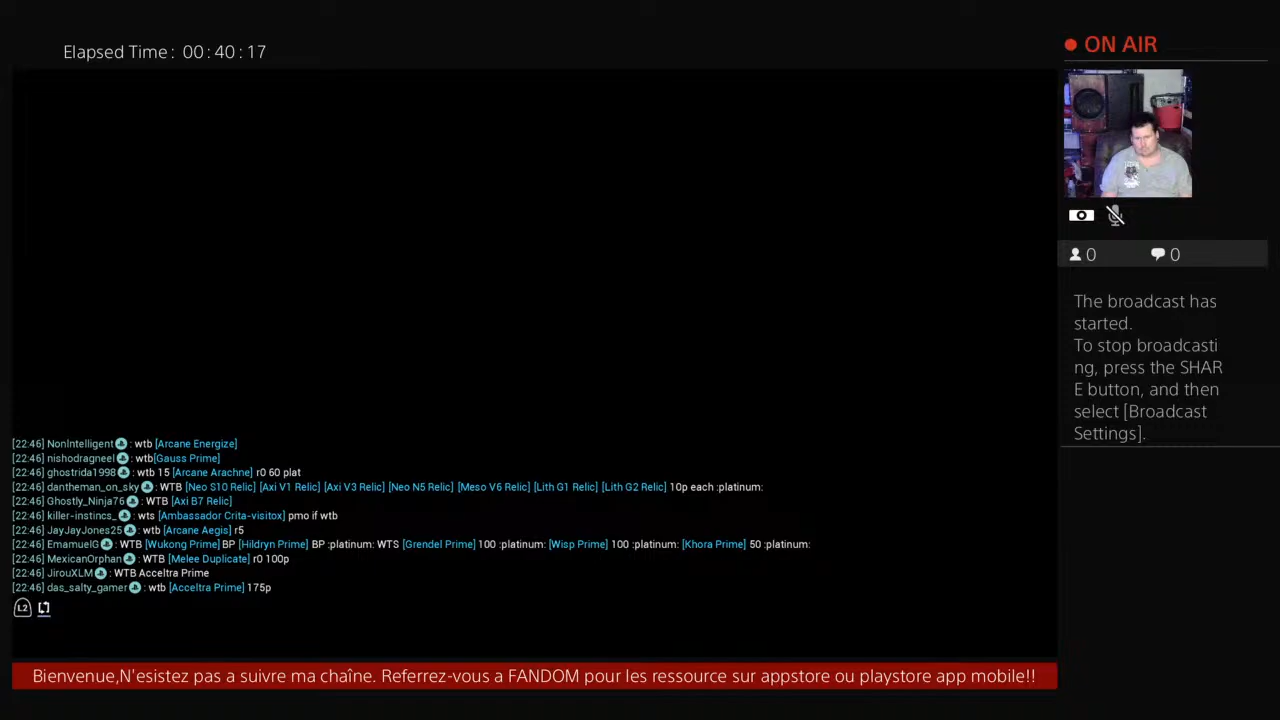 Elapsed Time: 00:40:17
ON AIR
0 0
The broadcast has
started.
To stop broadcasti
ng, press the SHAR
E button, and then
select [Broadcast
Settings].
[22:46] NonIntelligent : wtb [Arcane Energize]
[22:46] nishodragneel : wtb[Gauss Prime]
[22:46] ghostrida1998 : wtb 15 [Arcane Arachne] r0 60 plat
[22:46] dantheman_on_sky : WTB [Neo S10 Relic] [Axi V1 Relic] [Axi V3 Relic] [Neo N5 Relic] [Meso V6 Relic] [Lith G1 Relic] [Lith G2 Relic] 10p each :platinum:
[22:46] Ghostly_Ninja76 : WTB [Axi B7 Relic]
[22:46] killer-instincs_ : wts [Ambassador Crita-visitox] pmo if wtb
[22:46] JayJayJones25 : wtb [Arcane Aegis] r5
[22:46] EmamueIG : WTB [Wukong Prime] BP [Hildryn Prime] BP :platinum: WTS [Grendel Prime] 100 :platinum: [Wisp Prime] 100 :platinum: [Khora Prime] 50 :platinum:
[22:46] MexicanOrphan : WTB [Melee Duplicate] r0 100p
[22:46] JirouXLM : WTB Acceltra Prime
[22:46] das_salty_gamer : wtb [Acceltra Prime] 175p
L2
Bienvenue,N'esistez pas a suivre ma chaîne. Referrez-vous a FANDOM pour les ressource sur appstore ou playstore app mobile!!